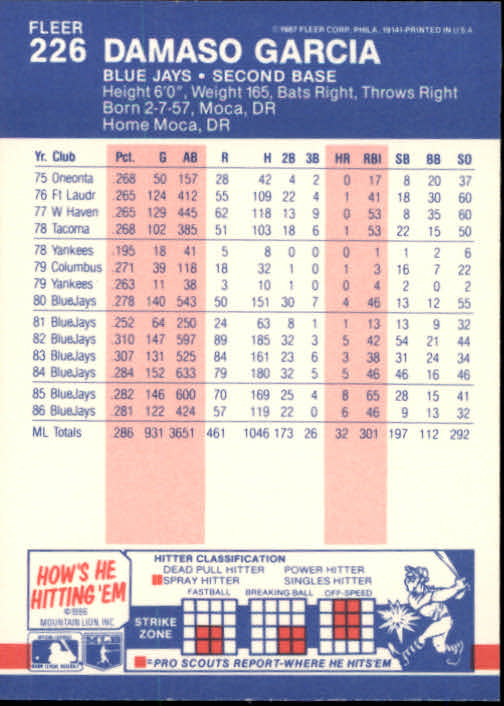 FLEER
226 DAMASO GARCIA
©1987 FLEER CORP., PHILA. 19141-PRINTED IN U.S.A.
BLUE JAYS • SECOND BASE
Height 6'0", Weight 165, Bats Right, Throws Right
Born 2-7-57, Moca, DR
Home Moca, DR
Yr. Club Pct. G AB R H 2B 3B HR RBI SB BB SO
75 Oneonta .268 50 157 28 42 4 2 0 17 8 20 37
76 Ft Laudr .265 124 412 55 109 22 4 1 41 18 30 60
77 W Haven .265 129 445 62 118 13 9 0 53 8 35 60
78 Tacoma .268 102 385 51 103 18 6 1 53 22 15 50
78 Yankees .195 18 41 5 8 0 0 0 1 1 2 6
79 Columbus .271 39 118 18 32 1 0 1 3 16 7 22
79 Yankees .263 11 38 3 10 1 0 0 4 2 0 2
80 BlueJays .278 140 543 50 151 30 7 4 46 13 12 55
81 BlueJays .252 64 250 24 63 8 1 1 13 13 9 32
82 BlueJays .310 147 597 89 185 32 3 5 42 54 21 44
83 BlueJays .307 131 525 84 161 23 6 3 38 31 24 34
84 BlueJays .284 152 633 79 180 32 5 5 46 46 16 46
85 BlueJays .282 146 600 70 169 25 4 8 65 28 15 41
86 BlueJays .281 122 424 57 119 22 0 6 46 9 13 32
ML Totals .286 931 3651 461 1046 173 26 32 301 197 112 292
HOW'S HE
HITTING 'EM
©1986
MOUNTAIN LION, INC
HITTER CLASSIFICATION
DEAD PULL HITTER POWER HITTER
SPRAY HITTER SINGLES HITTER
FASTBALL BREAKING BALL OFF-SPEED
STRIKE
ZONE
=PRO SCOUTS REPORT-WHERE HE HITS'EM